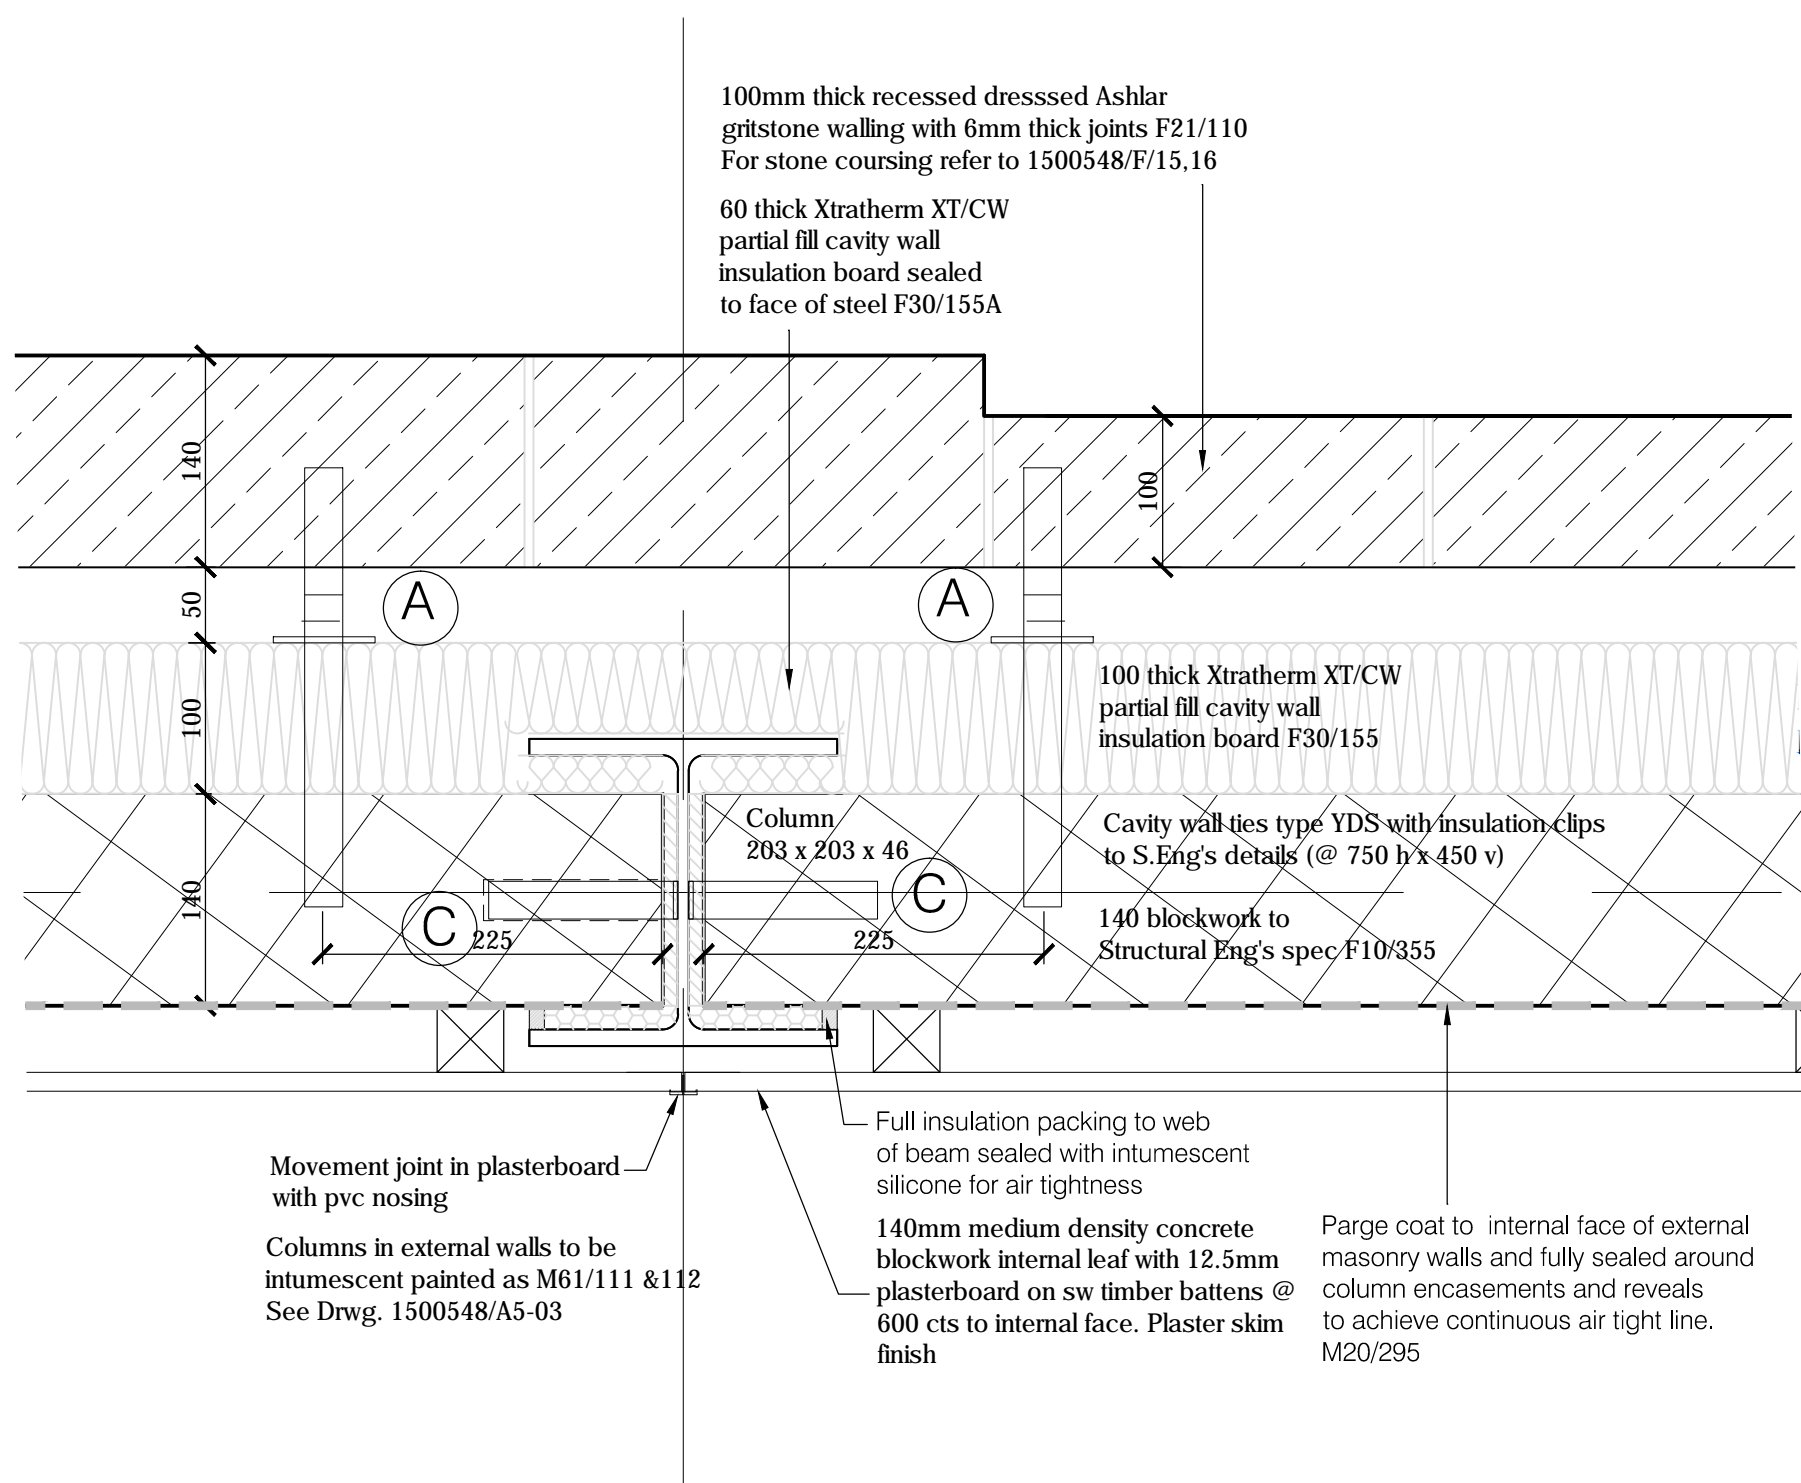 100mm thick recessed dresssed Ashlar
gritstone walling with 6mm thick joints F21/110
For stone coursing refer to 1500548/F/15,16
60 thick Xtratherm XT/CW
partial fill cavity wall
insulation board sealed
to face of steel F30/155A
140
100
50
A
A
100
100 thick Xtratherm XT/CW
partial fill cavity wall
insulation board F30/155
Column
203 x 203 x 46
Cavity wall ties type YDS with insulation clips
to S.Eng's details (@ 750 h x 450 v)
140
C
C
225
225
140 blockwork to
Structural Eng's spec F10/355
Movement joint in plasterboard
with pvc nosing
Columns in external walls to be
intumescent painted as M61/111 &112
See Drwg. 1500548/A5-03
Full insulation packing to web
of beam sealed with intumescent
silicone for air tightness
140mm medium density concrete
blockwork internal leaf with 12.5mm
plasterboard on sw timber battens @
600 cts to internal face. Plaster skim
finish
Parge coat to internal face of external
masonry walls and fully sealed around
column encasements and reveals
to achieve continuous air tight line.
M20/295